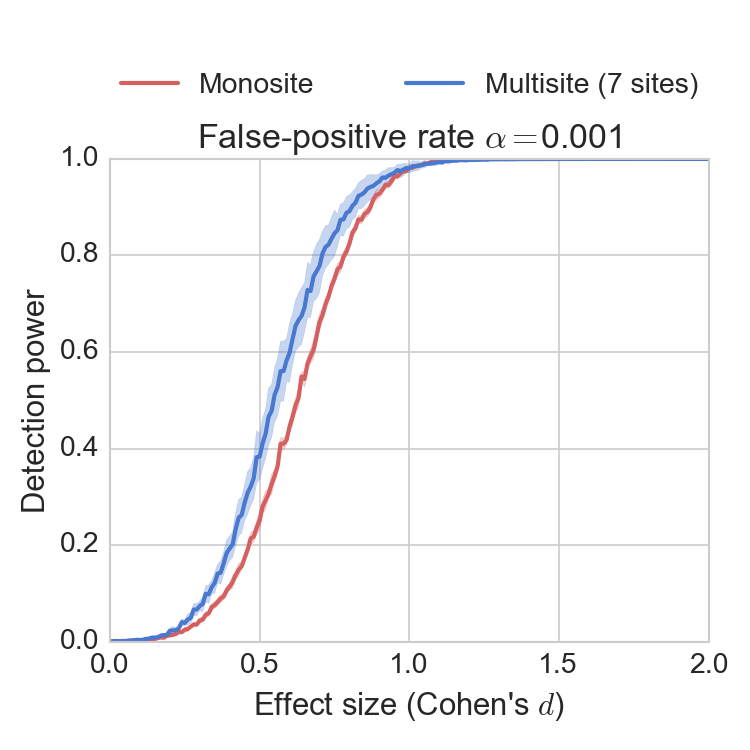 Monosite Multisite (7 sites)
False-positive rate α=0.001
1.0
0.8
0.6
0.4
0.2
0.0
Detection power
0.0 0.5 1.0 1.5 2.0
Effect size (Cohen's d)